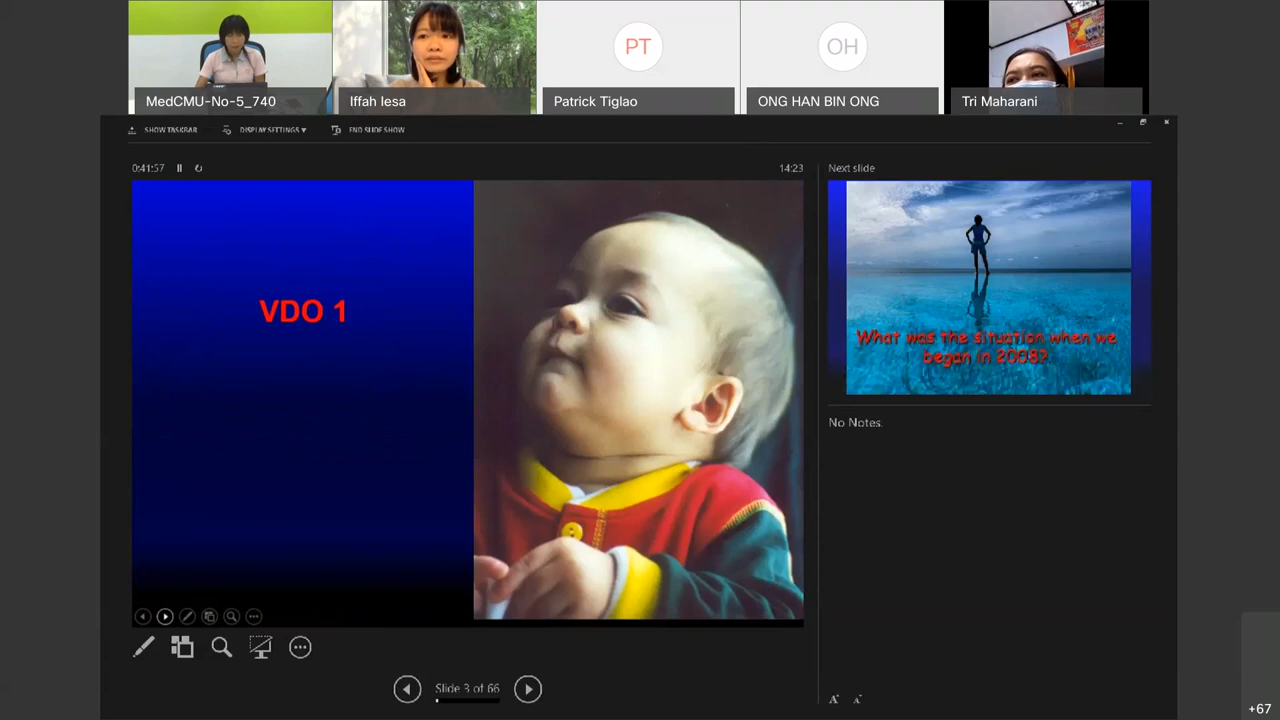 PT
OH
MedCMU-No-5_740
Iffah Iesa
Patrick Tiglao
ONG HAN BIN ONG
Tri Maharani
SHOW TASKBAR
DISPLAY SETTINGS ▾
END SLIDE SHOW
0:41:57
14:23
Next slide
VDO 1
What was the situation when we
began in 2008?
No Notes.
Slide 3 of 66
A
A
+67